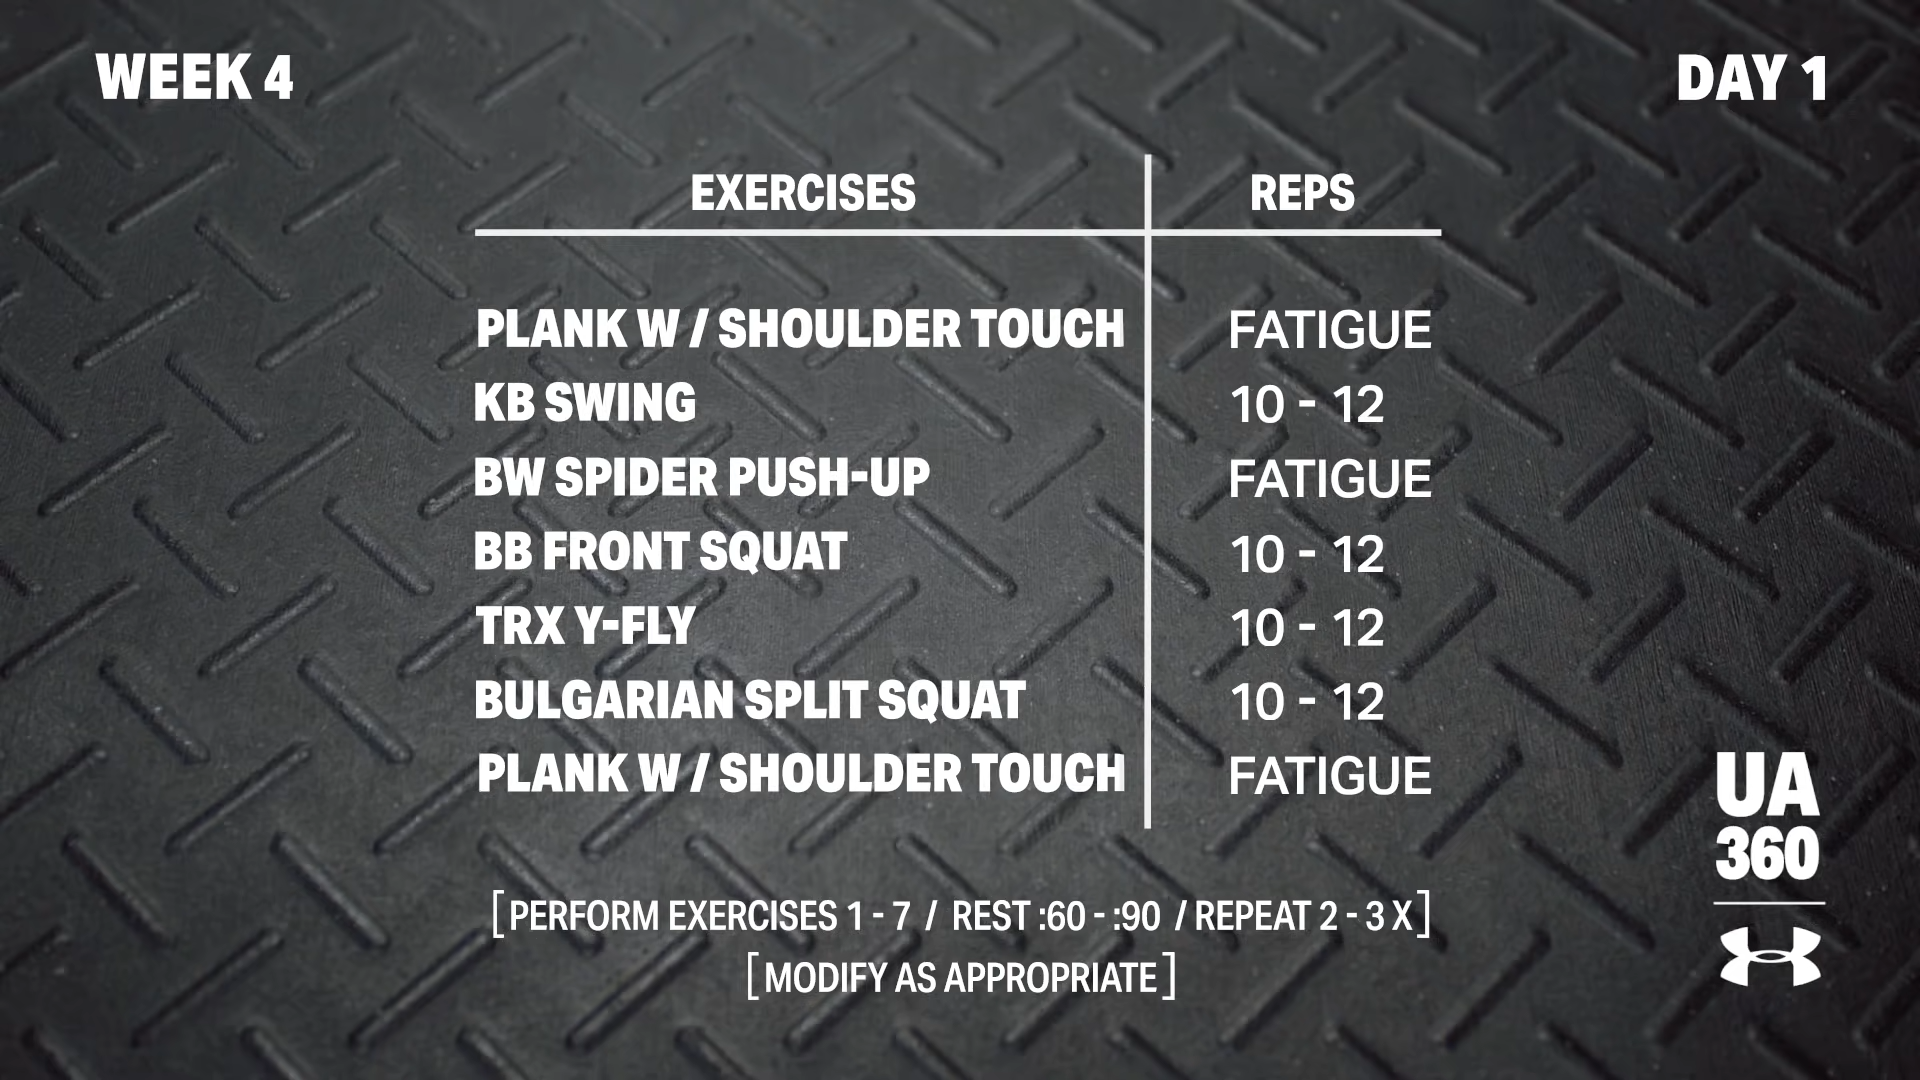 WEEK 4
DAY 1
EXERCISES REPS
PLANK W / SHOULDER TOUCH FATIGUE
KB SWING 10 - 12
BW SPIDER PUSH-UP FATIGUE
BB FRONT SQUAT 10 - 12
TRX Y-FLY 10 - 12
BULGARIAN SPLIT SQUAT 10 - 12
PLANK W / SHOULDER TOUCH FATIGUE
[PERFORM EXERCISES 1 - 7 / REST :60 - :90 / REPEAT 2 - 3 X]
[MODIFY AS APPROPRIATE]
UA
360